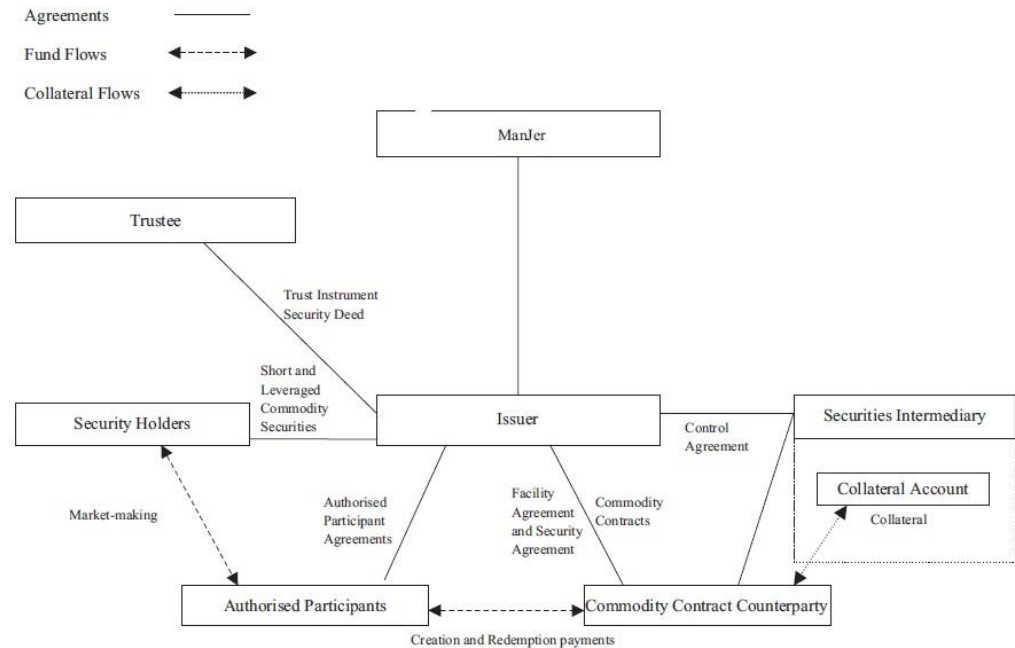 Agreements
Fund Flows
Collateral Flows
ManJer
Trustee
Trust Instrument
Security Deed
Short and
Leveraged
Commodity
Securities
Security Holders
Issuer
Securities Intermediary
Control
Agreement
Collateral Account
Collateral
Market-making
Authorised
Participant
Agreements
Facility
Agreement
and Security
Agreement
Commodity
Contracts
Authorised Participants
Commodity Contract Counterparty
Creation and Redemption payments